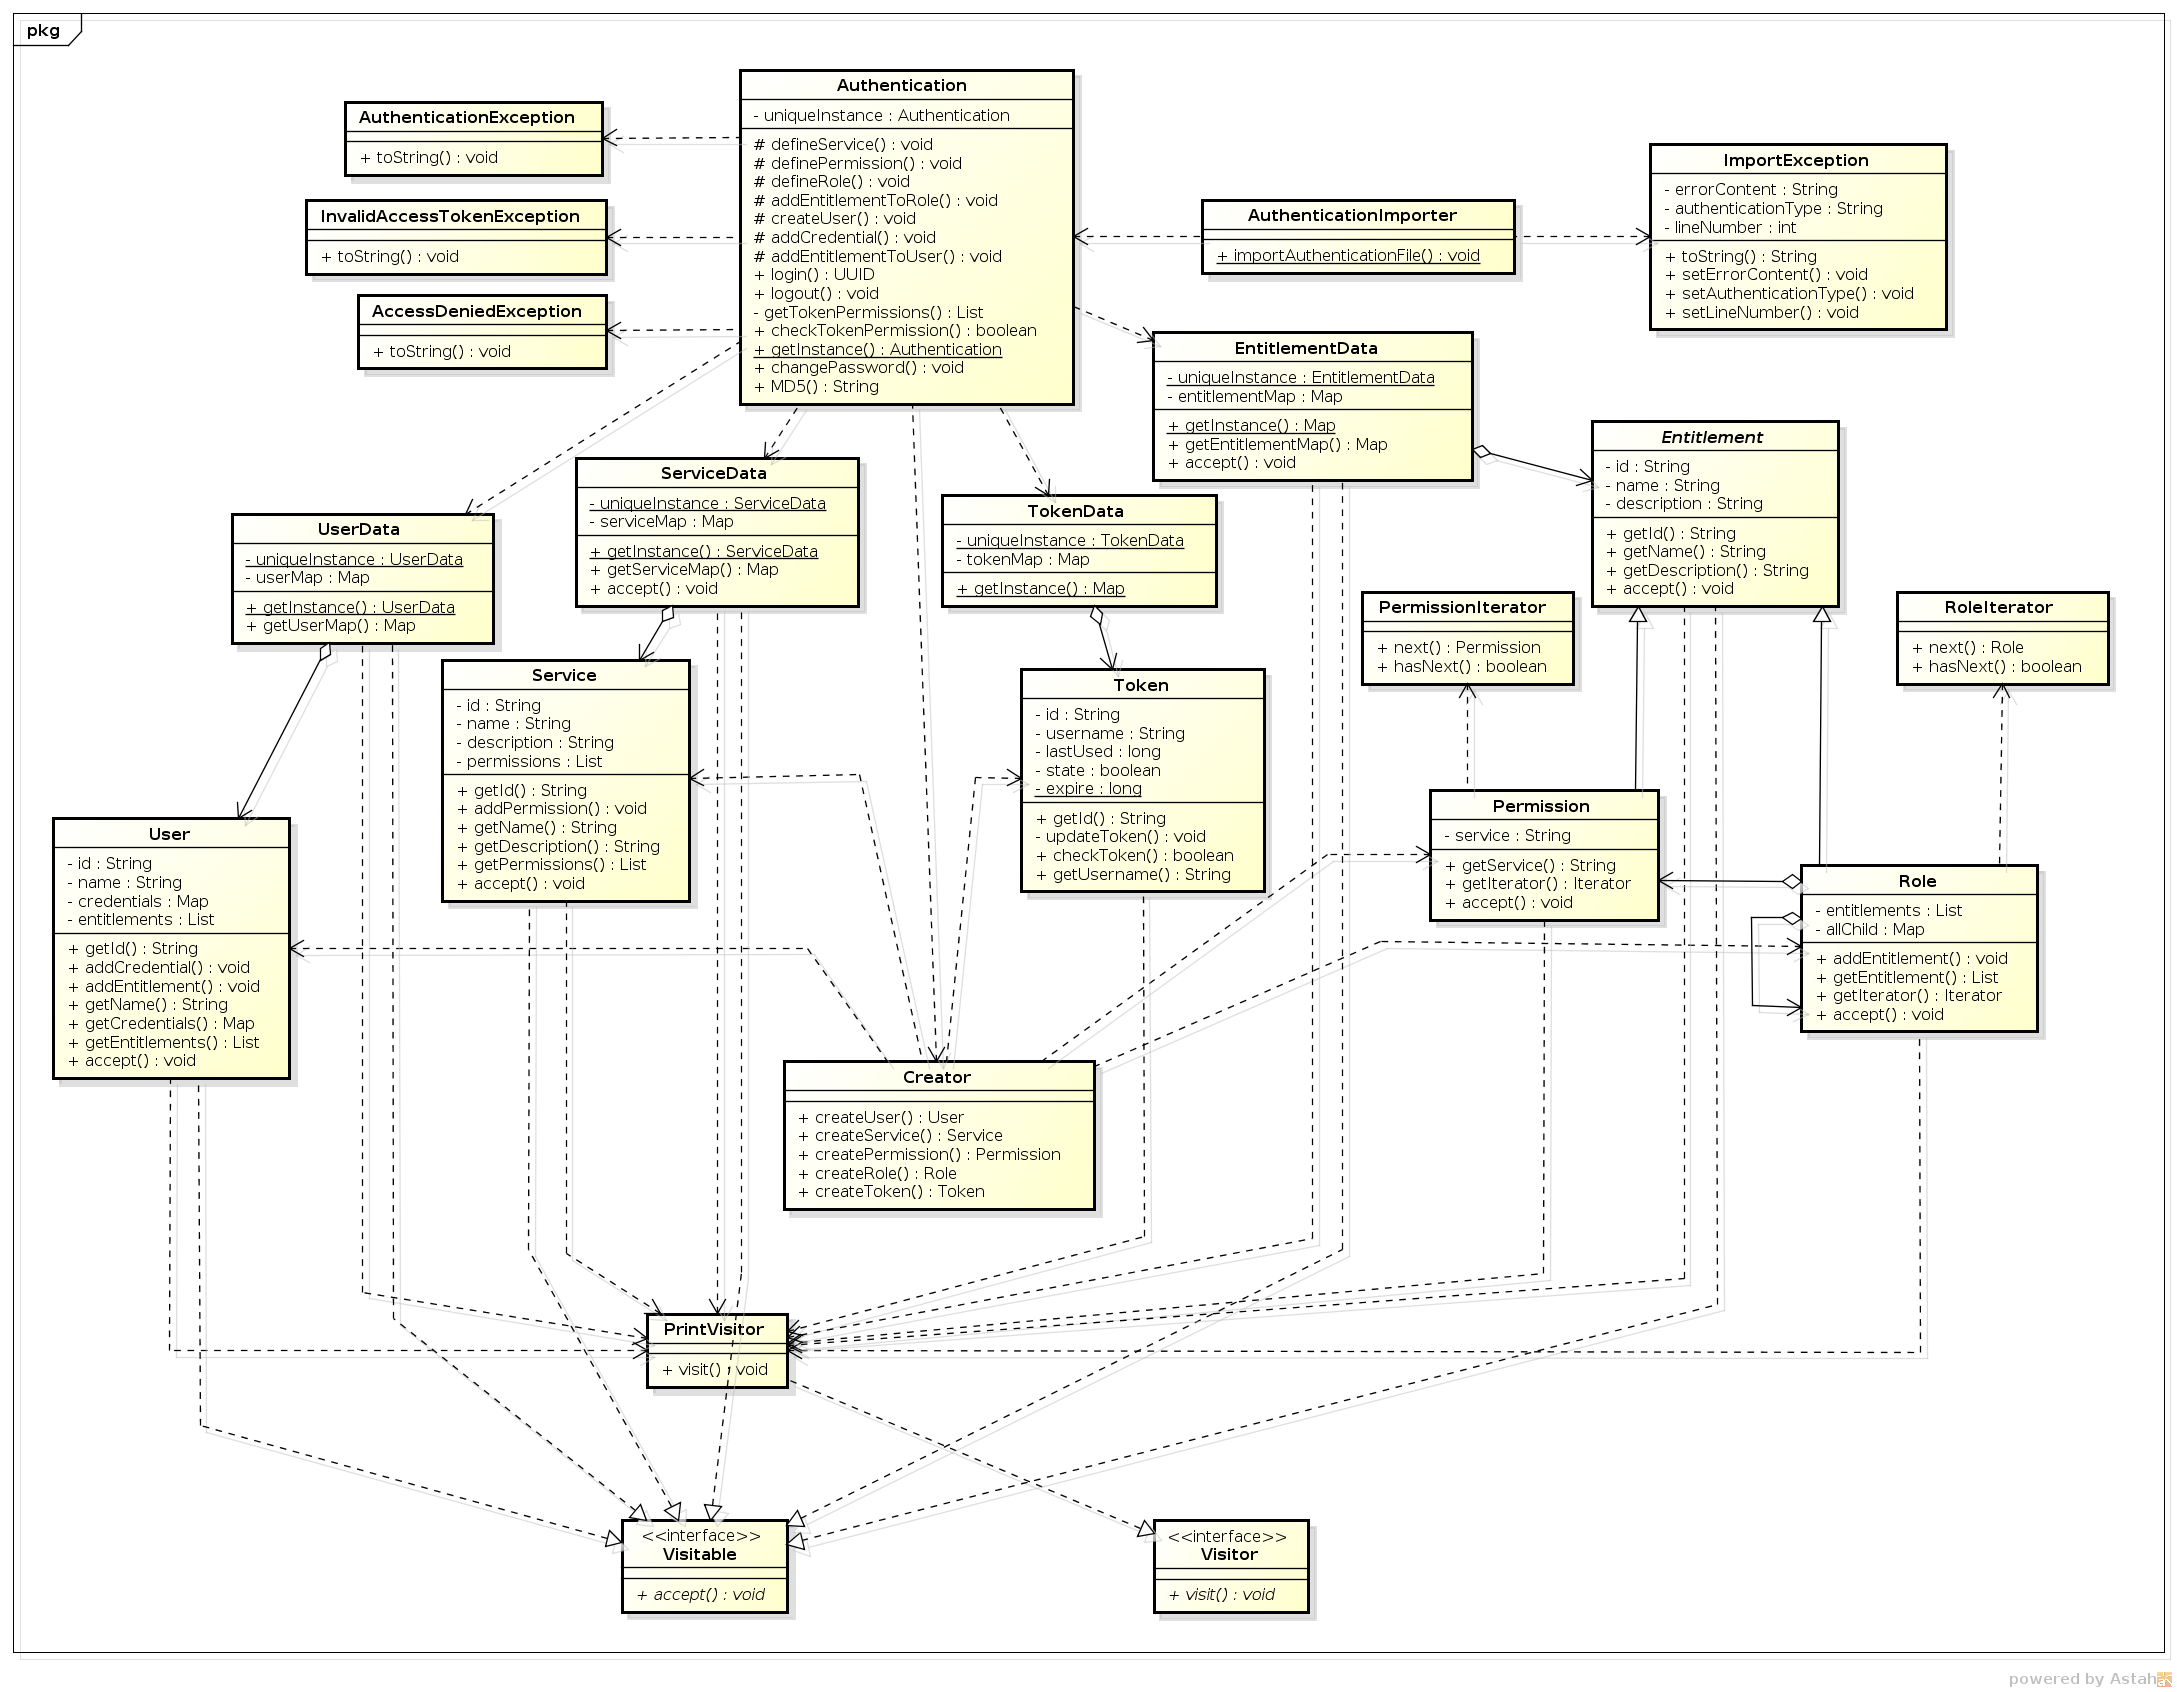 pkg
Authentication
- uniqueInstance : Authentication
# defineService() : void
# definePermission() : void
# defineRole() : void
# addEntitlementToRole() : void
# createUser() : void
# addCredential() : void
# addEntitlementToUser() : void
+ login() : UUID
+ logout() : void
- getTokenPermissions() : List
+ checkTokenPermission() : boolean
+ getInstance() : Authentication
+ changePassword() : void
+ MD5() : String
AuthenticationException
+ toString() : void
InvalidAccessTokenException
+ toString() : void
AccessDeniedException
+ toString() : void
AuthenticationImporter
+ importAuthenticationFile() : void
ImportException
- errorContent : String
- authenticationType : String
- lineNumber : int
+ toString() : String
+ setErrorContent() : void
+ setAuthenticationType() : void
+ setLineNumber() : void
EntitlementData
- uniqueInstance : EntitlementData
- entitlementMap : Map
+ getInstance() : Map
+ getEntitlementMap() : Map
+ accept() : void
Entitlement
- id : String
- name : String
- description : String
+ getId() : String
+ getName() : String
+ getDescription() : String
+ accept() : void
ServiceData
- uniqueInstance : ServiceData
- serviceMap : Map
+ getInstance() : ServiceData
+ getServiceMap() : Map
+ accept() : void
TokenData
- uniqueInstance : TokenData
- tokenMap : Map
+ getInstance() : Map
UserData
- uniqueInstance : UserData
- userMap : Map
+ getInstance() : UserData
+ getUserMap() : Map
PermissionIterator
+ next() : Permission
+ hasNext() : boolean
RoleIterator
+ next() : Role
+ hasNext() : boolean
Service
- id : String
- name : String
- description : String
- permissions : List
+ getId() : String
+ addPermission() : void
+ getName() : String
+ getDescription() : String
+ getPermissions() : List
+ accept() : void
Token
- id : String
- username : String
- lastUsed : long
- state : boolean
- expire : long
+ getId() : String
- updateToken() : void
+ checkToken() : boolean
+ getUsername() : String
Permission
- service : String
+ getService() : String
+ getIterator() : Iterator
+ accept() : void
User
- id : String
- name : String
- credentials : Map
- entitlements : List
+ getId() : String
+ addCredential() : void
+ addEntitlement() : void
+ getName() : String
+ getCredentials() : Map
+ getEntitlements() : List
+ accept() : void
Role
- entitlements : List
- allChild : Map
+ addEntitlement() : void
+ getEntitlement() : List
+ getIterator() : Iterator
+ accept() : void
Creator
+ createUser() : User
+ createService() : Service
+ createPermission() : Permission
+ createRole() : Role
+ createToken() : Token
PrintVisitor
+ visit() : void
<<interface>>
Visitable
+ accept() : void
<<interface>>
Visitor
+ visit() : void
powered by Astah